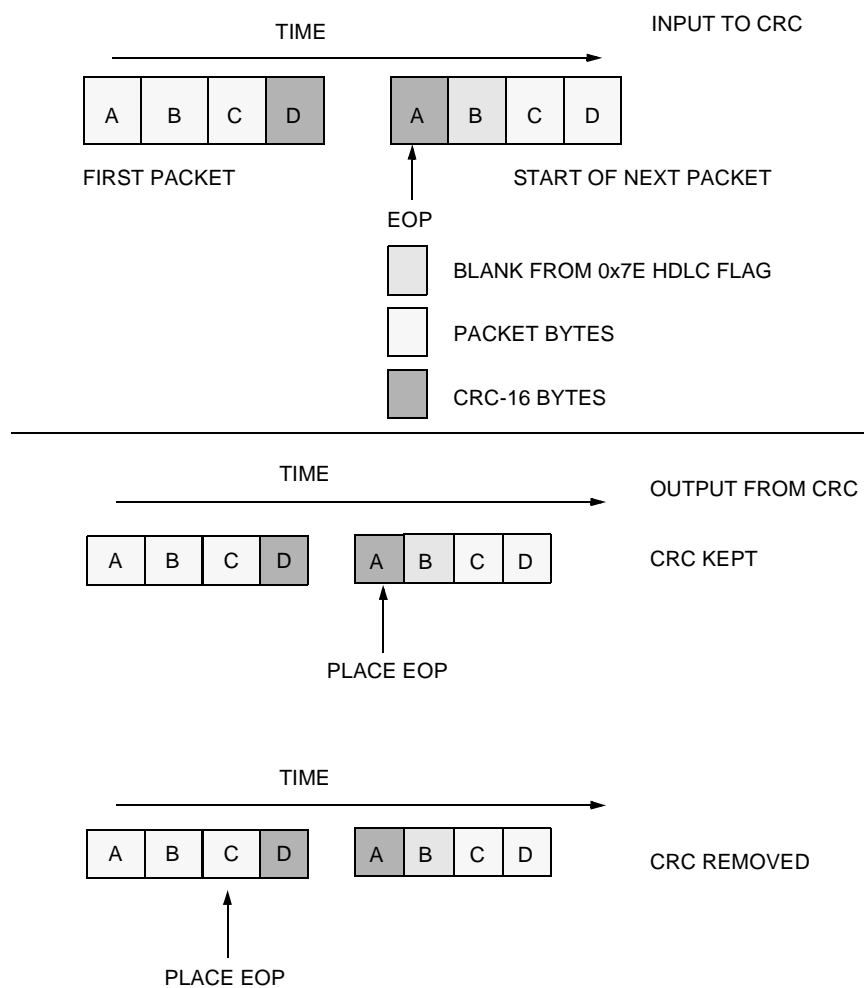 TIME
INPUT TO CRC
A B C D A B C D
FIRST PACKET
START OF NEXT PACKET
EOP
BLANK FROM 0x7E HDLC FLAG
PACKET BYTES
CRC-16 BYTES
TIME
OUTPUT FROM CRC
A B C D A B C D
CRC KEPT
PLACE EOP
TIME
A B C D A B C D
CRC REMOVED
PLACE EOP